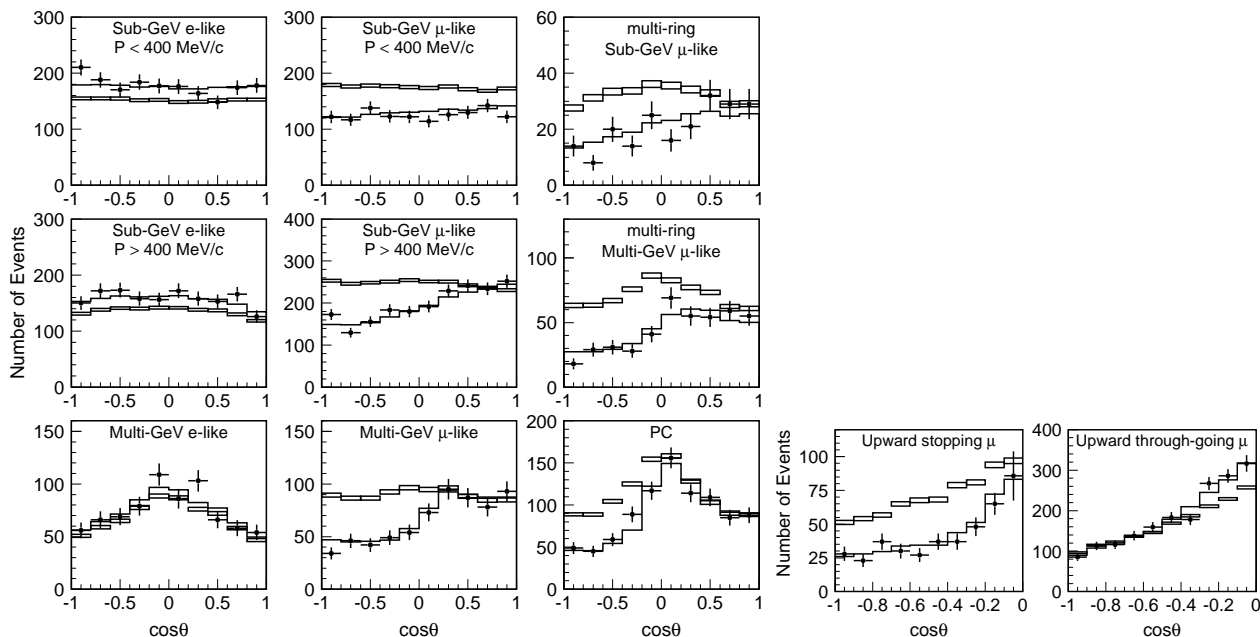 Sub-GeV e-like
P < 400 MeV/c
300
200
100
0
-1 -0.5 0 0.5 1
Sub-GeV μ-like
P < 400 MeV/c
300
200
100
0
-1 -0.5 0 0.5 1
multi-ring
Sub-GeV μ-like
60
40
20
0
-1 -0.5 0 0.5 1
Number of Events
Sub-GeV e-like
P > 400 MeV/c
300
200
100
0
-1 -0.5 0 0.5 1
Sub-GeV μ-like
P > 400 MeV/c
400
300
200
100
0
-1 -0.5 0 0.5 1
multi-ring
Multi-GeV μ-like
100
50
0
-1 -0.5 0 0.5 1
Multi-GeV e-like
150
100
50
0
-1 -0.5 0 0.5 1
cosθ
Multi-GeV μ-like
150
100
50
0
-1 -0.5 0 0.5 1
cosθ
PC
200
150
100
50
0
-1 -0.5 0 0.5 1
cosθ
Number of Events
Upward stopping μ
100
75
50
25
0
-1 -0.8 -0.6 -0.4 -0.2 0
cosθ
Upward through-going μ
400
300
200
100
0
-1 -0.8 -0.6 -0.4 -0.2 0
cosθ